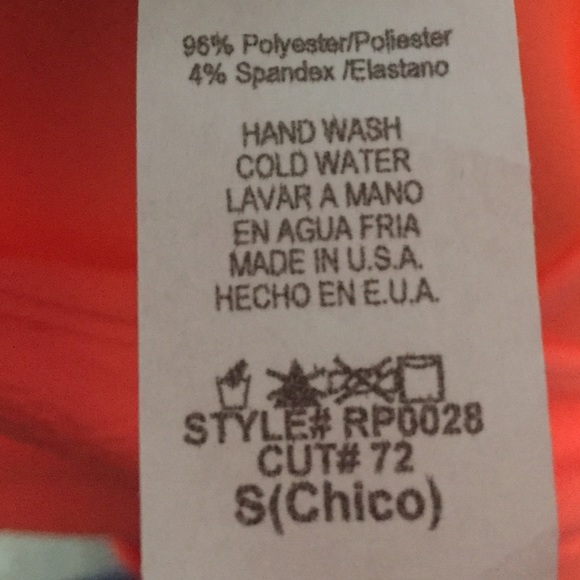 96% Polyester/Poliester
4% Spandex /Elastano
HAND WASH
COLD WATER
LAVAR A MANO
EN AGUA FRIA
MADE IN U.S.A.
HECHO EN E.U.A.
STYLE# RP0028
CUT# 72
S(Chico)